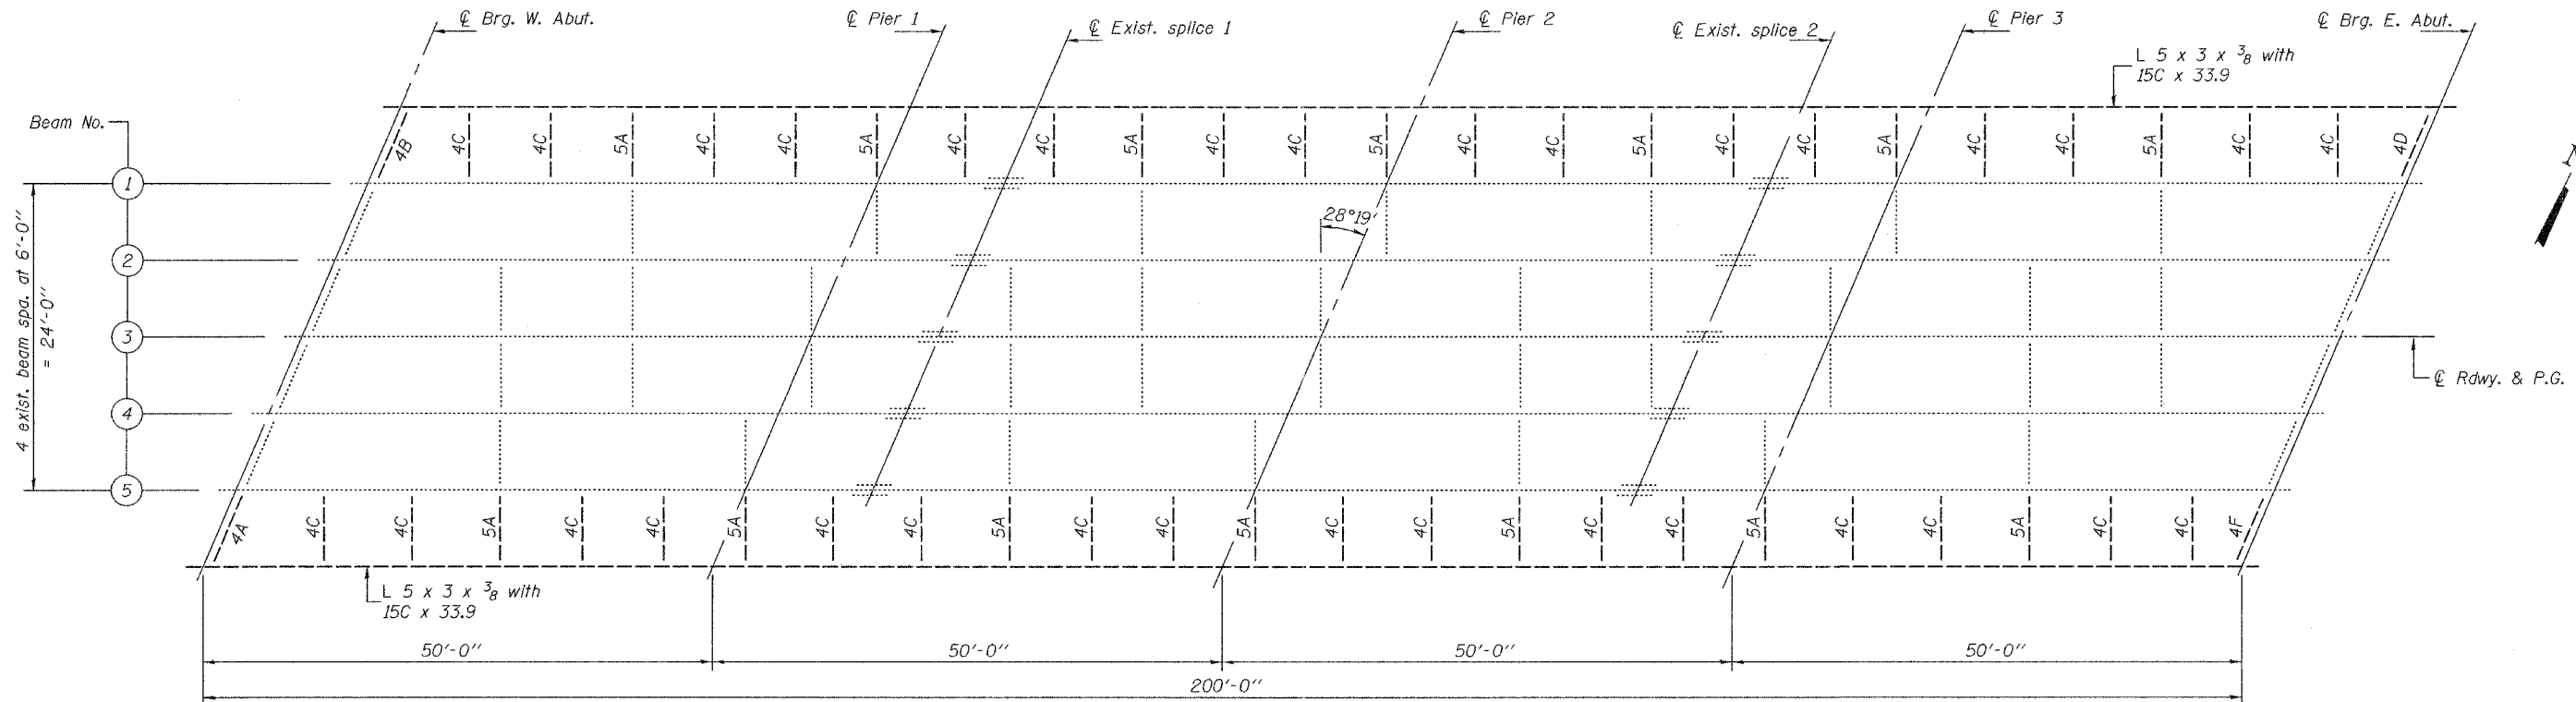 ℄ Brg. W. Abut.
℄ Pier 1
℄ Exist. splice 1
℄ Pier 2
℄ Exist. splice 2
℄ Pier 3
℄ Brg. E. Abut.
L 5 x 3 x 3/8 with
15C x 33.9
Beam No.
4B 4C 4C 5A 4C 4C 5A 4C 4C 5A 4C 4C 5A 4C 4C 5A 4C 4C 5A 4C 4C 5A 4C 4C 4D
1
2
3
4
5
4 exist. beam spa. at 6'-0"
= 24'-0"
28°19'
℄ Rdwy. & P.G.
4A 4C 4C 5A 4C 4C 5A 4C 4C 5A 4C 4C 5A 4C 4C 5A 4C 4C 5A 4C 4C 5A 4C 4C 4F
L 5 x 3 x 3/8 with
15C x 33.9
50'-0" 50'-0" 50'-0" 50'-0"
200'-0"